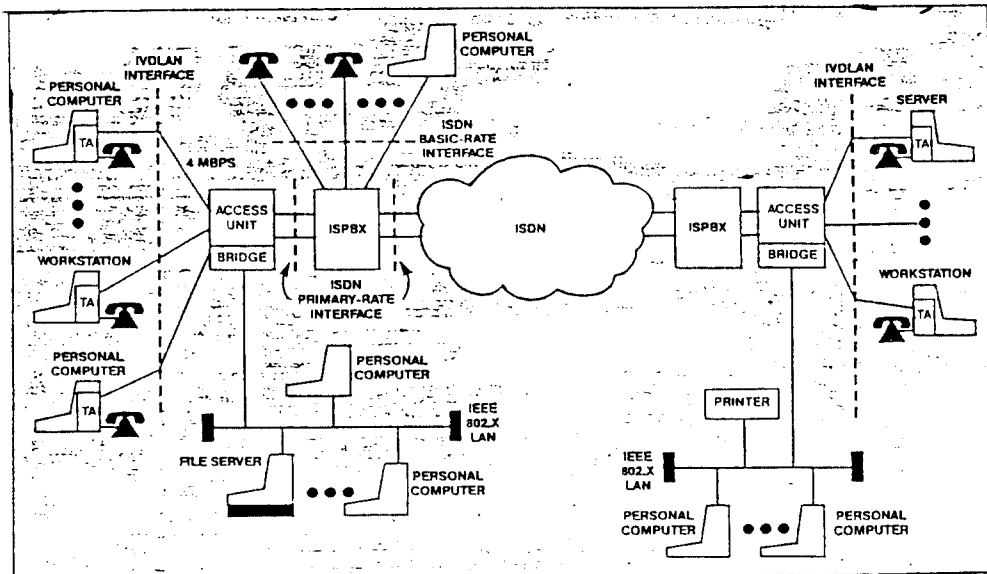 IVDLAN
INTERFACE
PERSONAL
COMPUTER
TA
4 MBPS
WORKSTATION
TA
PERSONAL
COMPUTER
TA
ACCESS
UNIT
BRIDGE
PERSONAL
COMPUTER
ISDN
BASIC-RATE
INTERFACE
ISPBX
ISDN
PRIMARY-RATE
INTERFACE
ISDN
ISPBX
ACCESS
UNIT
BRIDGE
IVDLAN
INTERFACE
SERVER
TA
WORKSTATION
TA
PERSONAL
COMPUTER
IEEE
802.X
LAN
FILE SERVER
PERSONAL
COMPUTER
PRINTER
IEEE
802.X
LAN
PERSONAL
COMPUTER
PERSONAL
COMPUTER